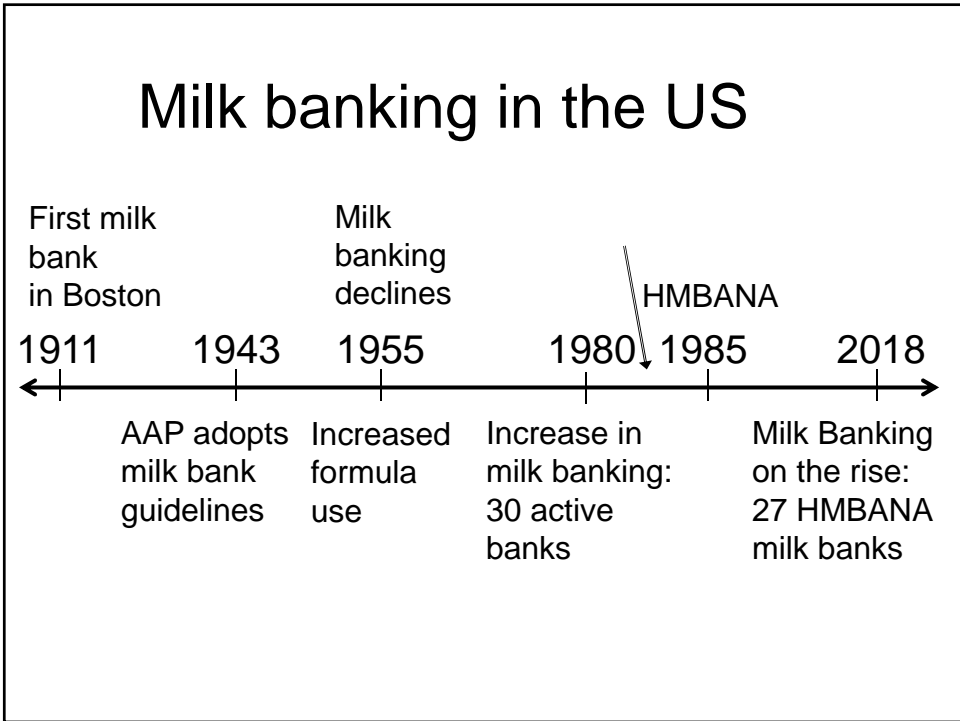 Milk banking in the US
First milk
bank
in Boston
Milk
banking
declines
HMBANA
1911 1943 1955 1980 1985 2018
AAP adopts
milk bank
guidelines
Increased
formula
use
Increase in
milk banking:
30 active
banks
Milk Banking
on the rise:
27 HMBANA
milk banks